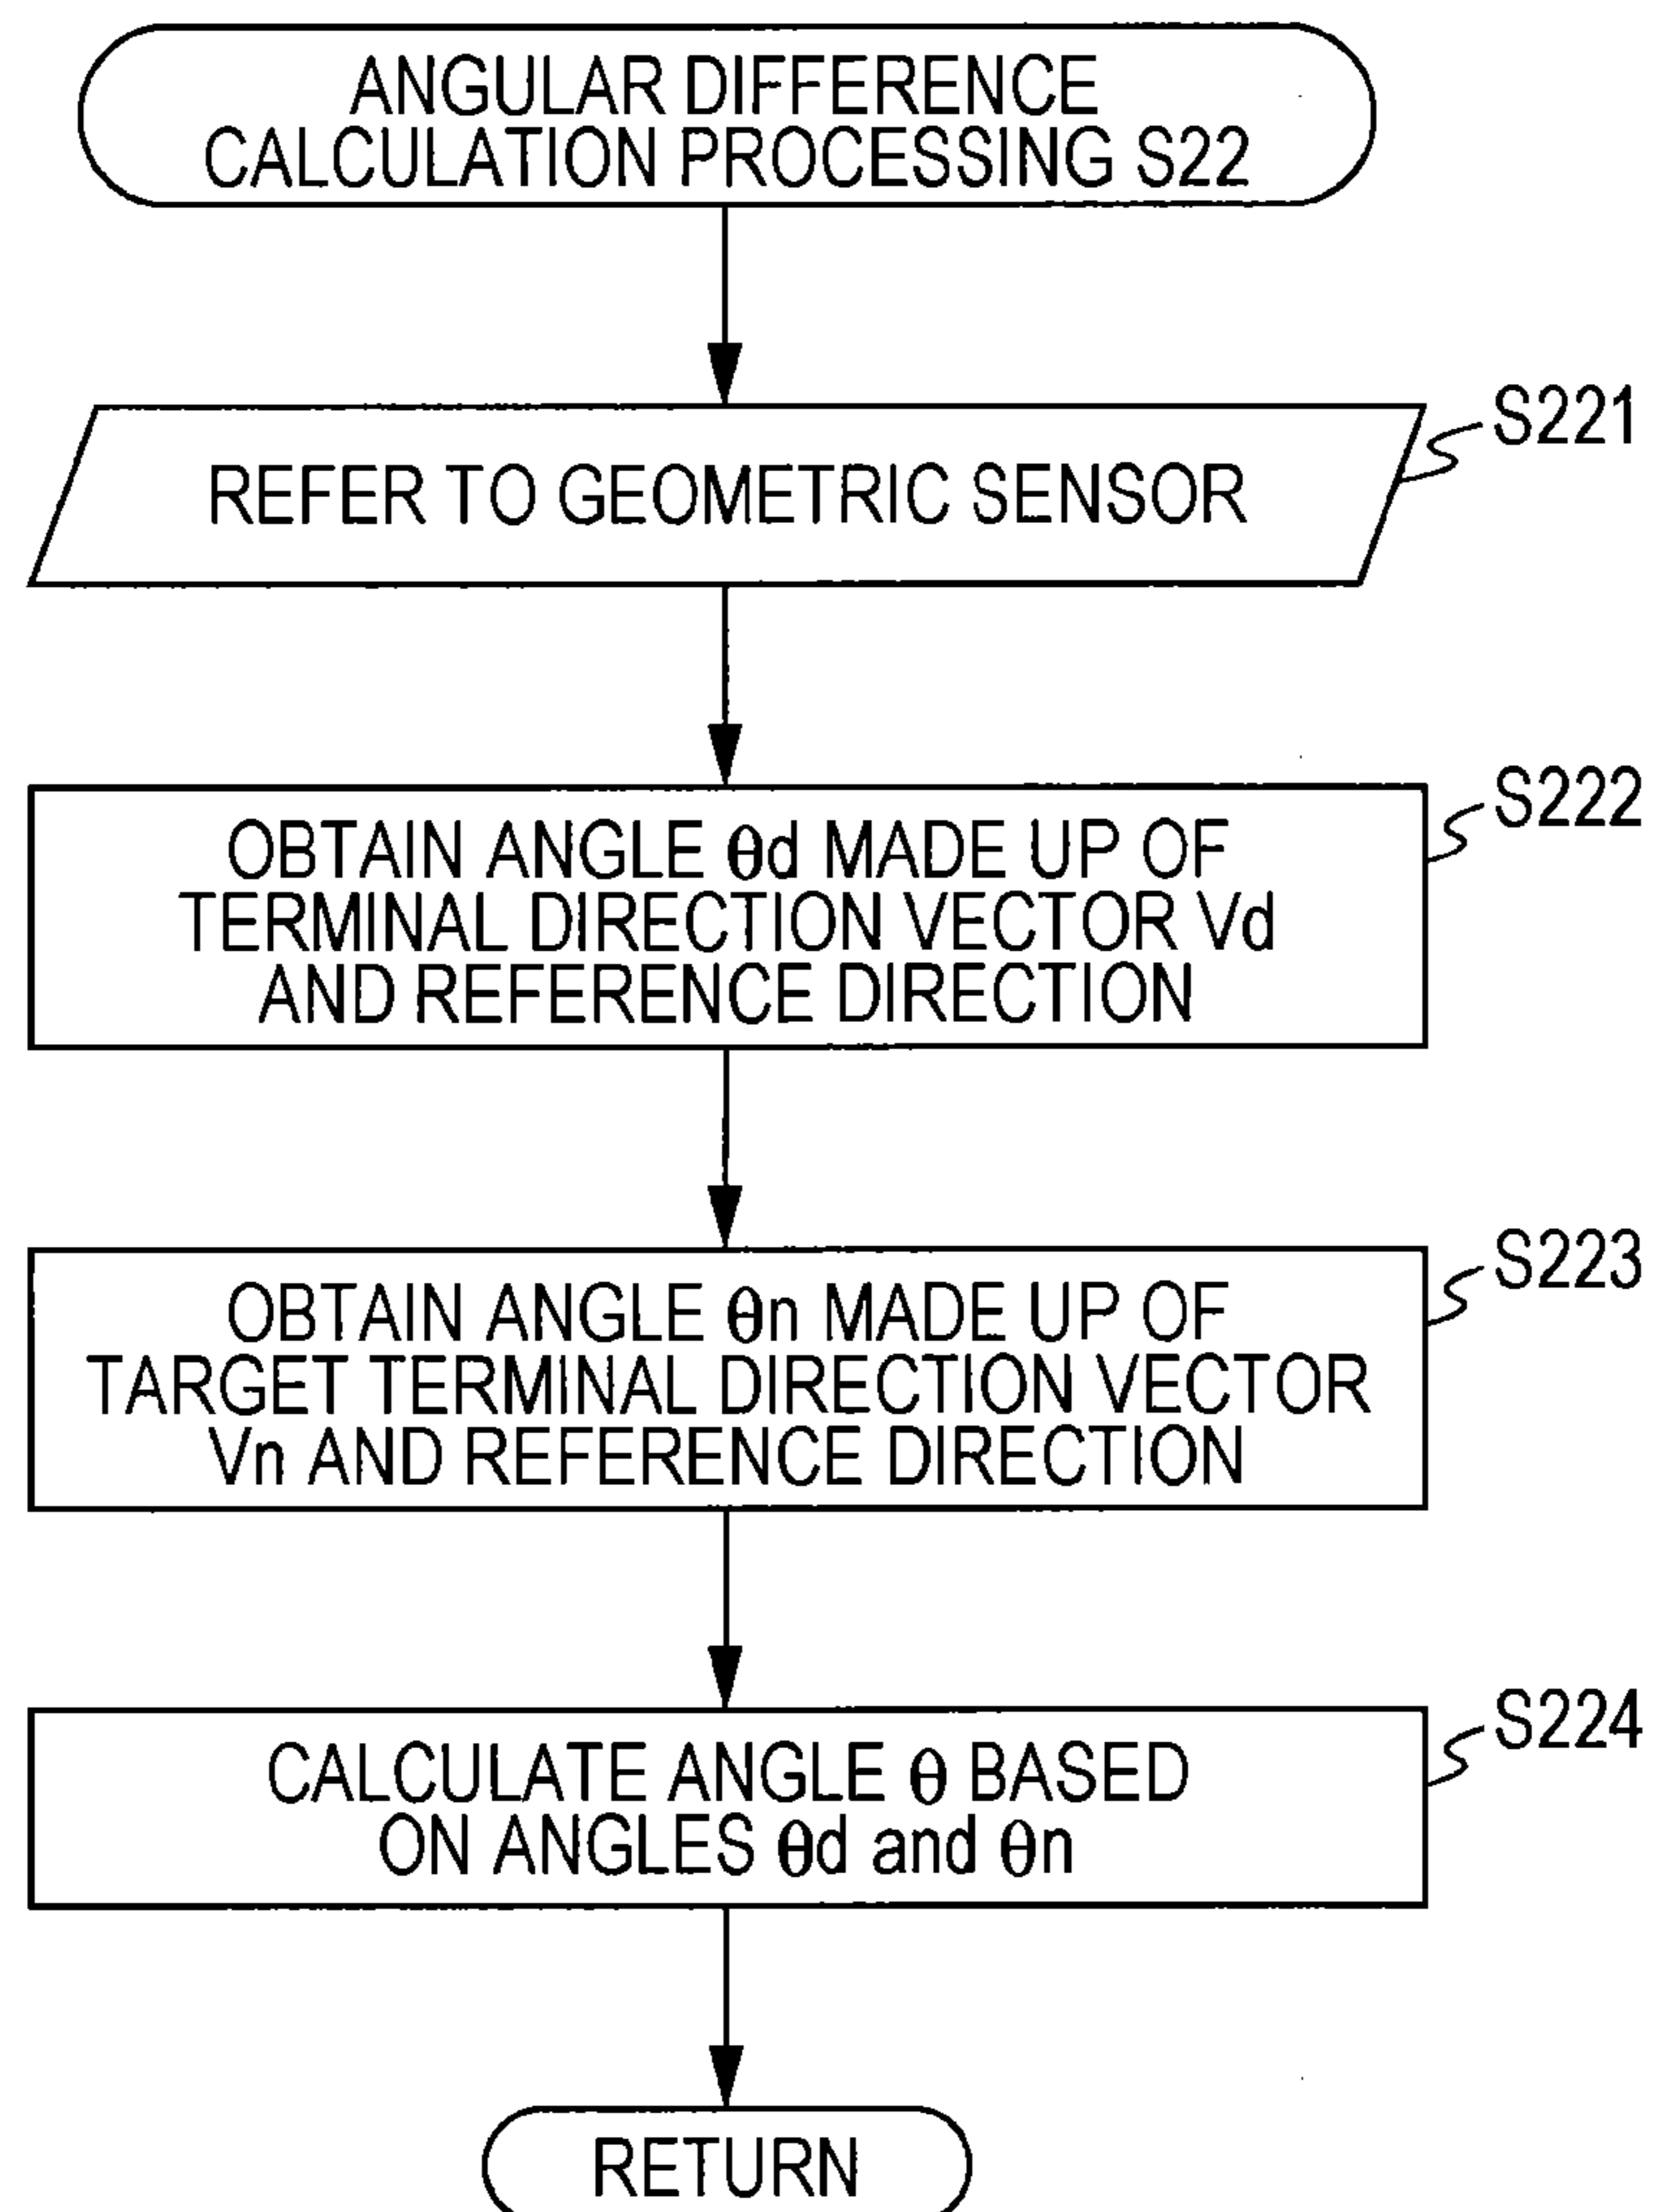 ANGULAR DIFFERENCE
CALCULATION PROCESSING S22
S221
REFER TO GEOMETRIC SENSOR
S222
OBTAIN ANGLE θd MADE UP OF
TERMINAL DIRECTION VECTOR Vd
AND REFERENCE DIRECTION
S223
OBTAIN ANGLE θn MADE UP OF
TARGET TERMINAL DIRECTION VECTOR
Vn AND REFERENCE DIRECTION
S224
CALCULATE ANGLE θ BASED
ON ANGLES θd and θn
RETURN